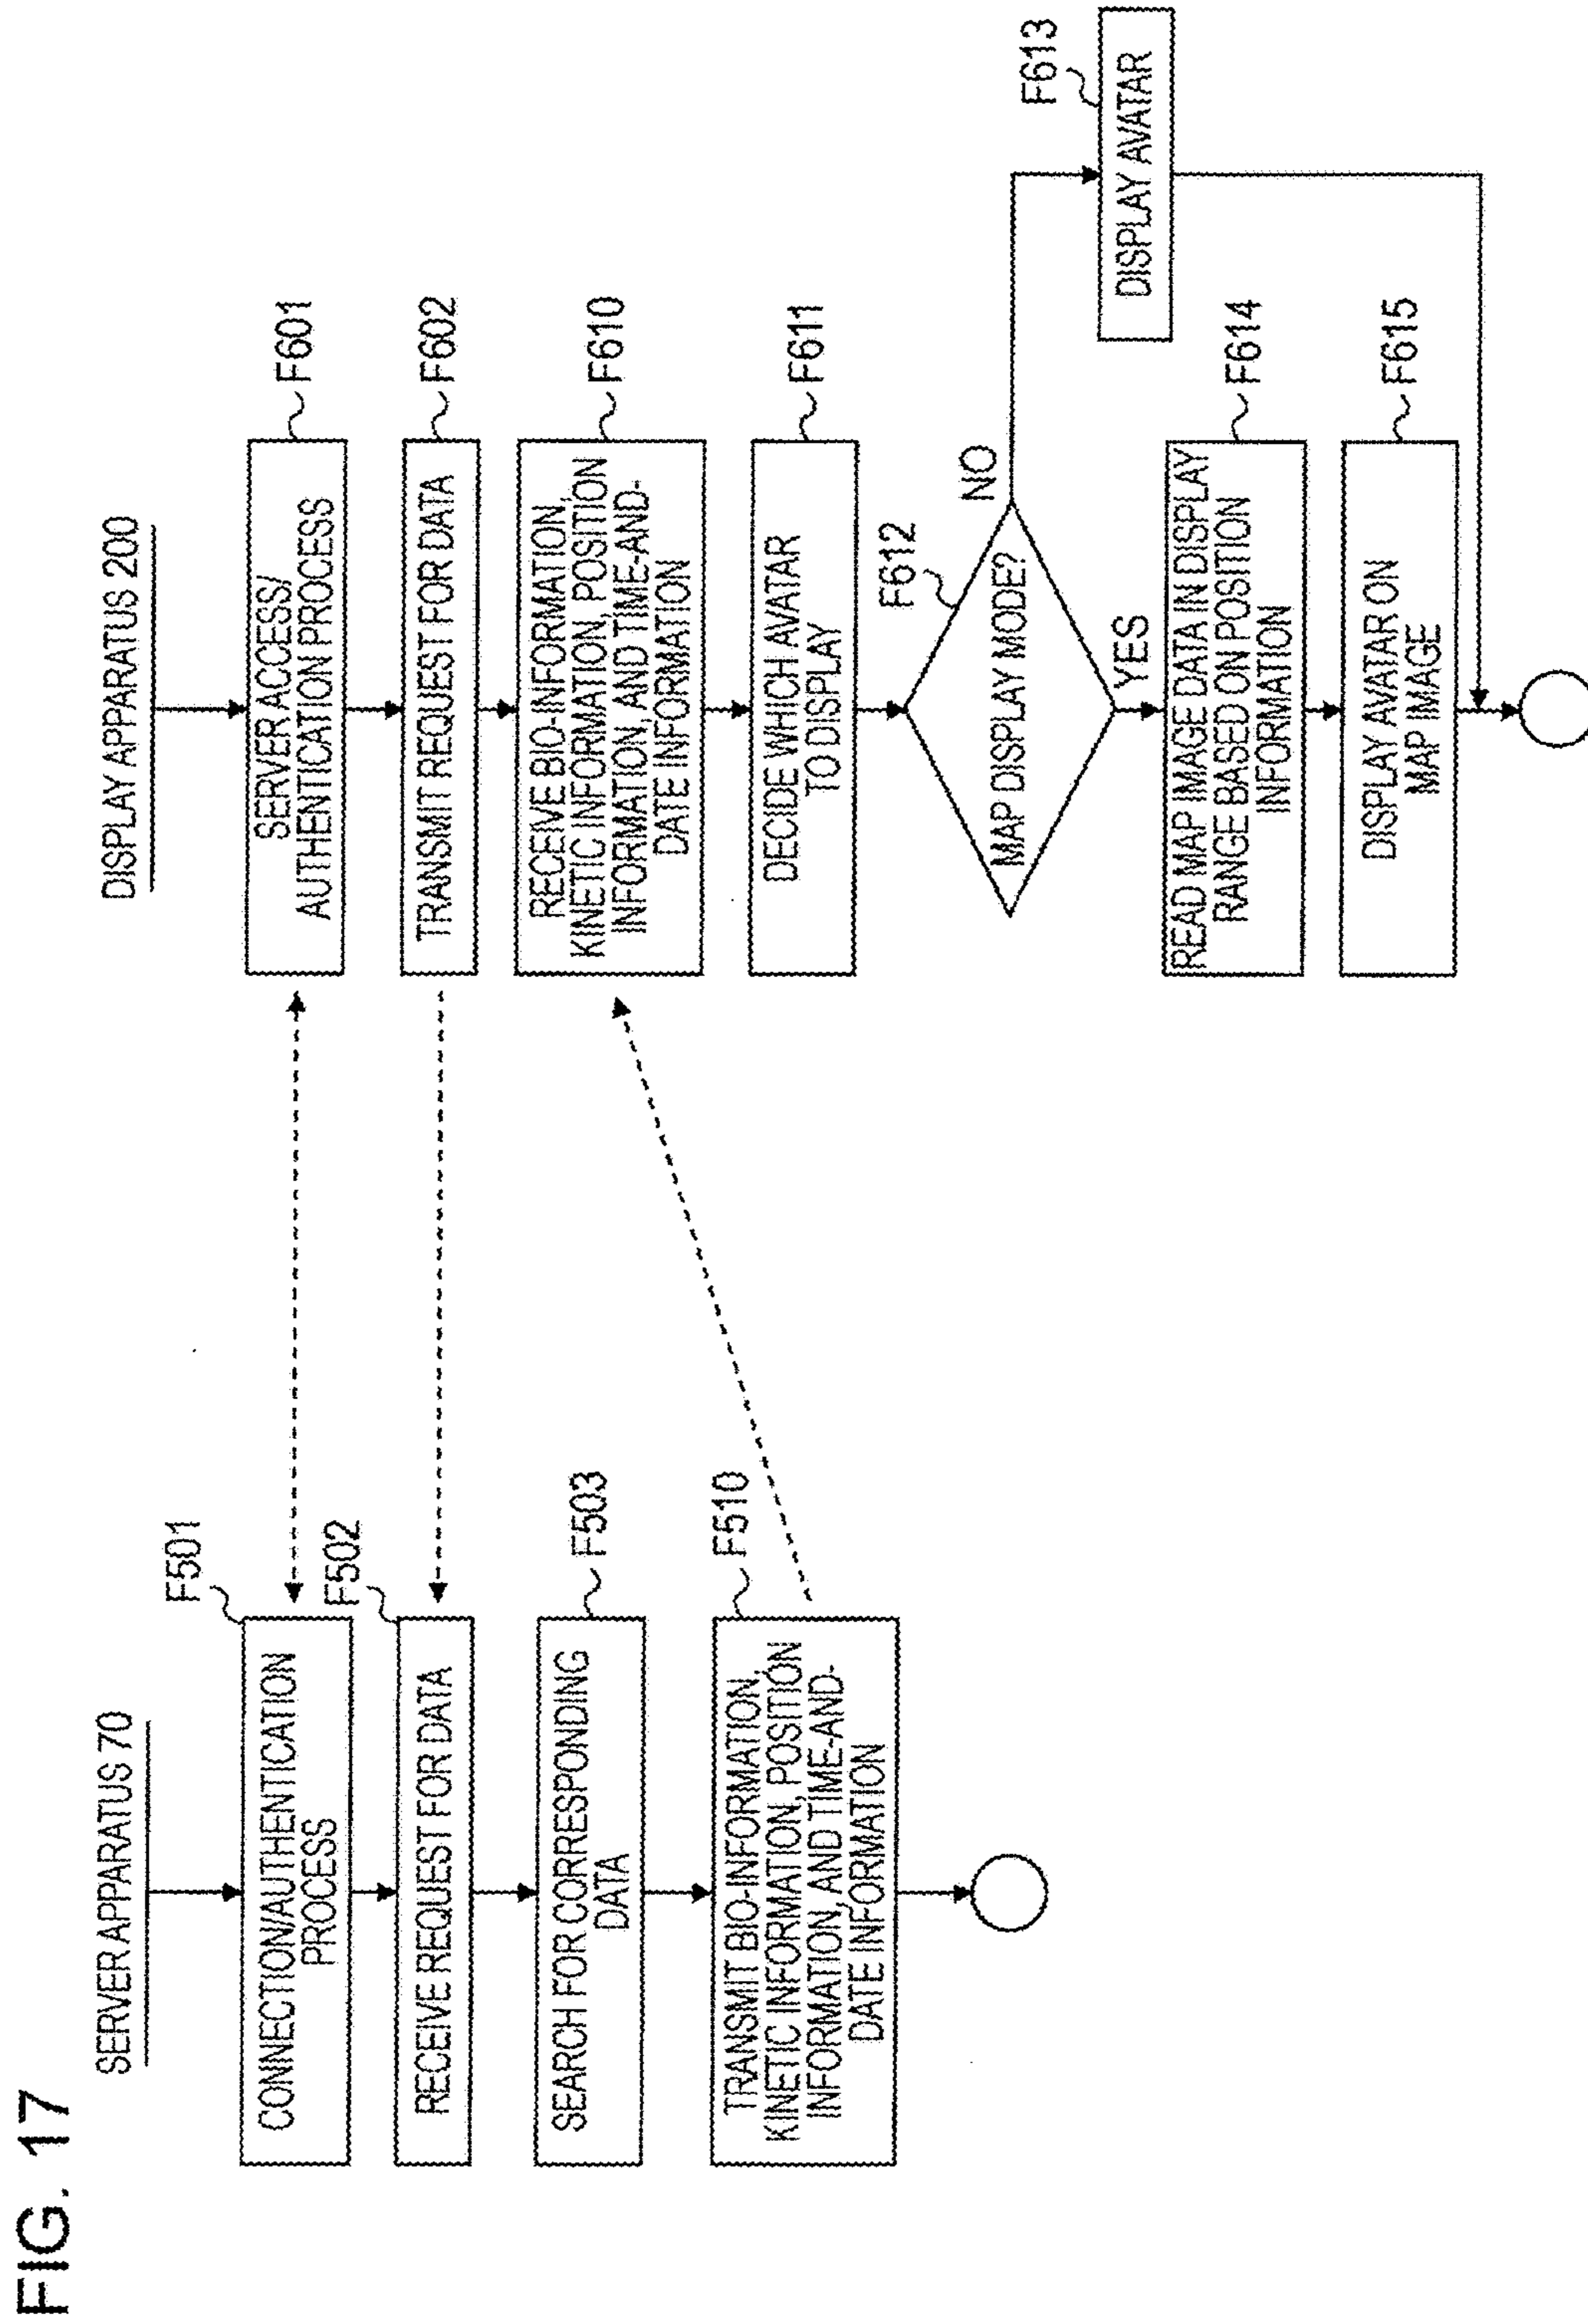 FIG. 17
SERVER APPARATUS 70
F501
CONNECTION/AUTHENTICATION
PROCESS
F502
RECEIVE REQUEST FOR DATA
F503
SEARCH FOR CORRESPONDING
DATA
F510
TRANSMIT BIO-INFORMATION,
KINETIC INFORMATION, POSITION
INFORMATION, AND TIME-AND-
DATE INFORMATION
DISPLAY APPARATUS 200
F601
SERVER ACCESS/
AUTHENTICATION PROCESS
F602
TRANSMIT REQUEST FOR DATA
F610
RECEIVE BIO-INFORMATION,
KINETIC INFORMATION, POSITION
INFORMATION, AND TIME-AND-
DATE INFORMATION
F611
DECIDE WHICH AVATAR
TO DISPLAY
F612
MAP DISPLAY MODE?
NO
YES
F613
DISPLAY AVATAR
F614
READ MAP IMAGE DATA IN DISPLAY
RANGE BASED ON POSITION
INFORMATION
F615
DISPLAY AVATAR ON
MAP IMAGE